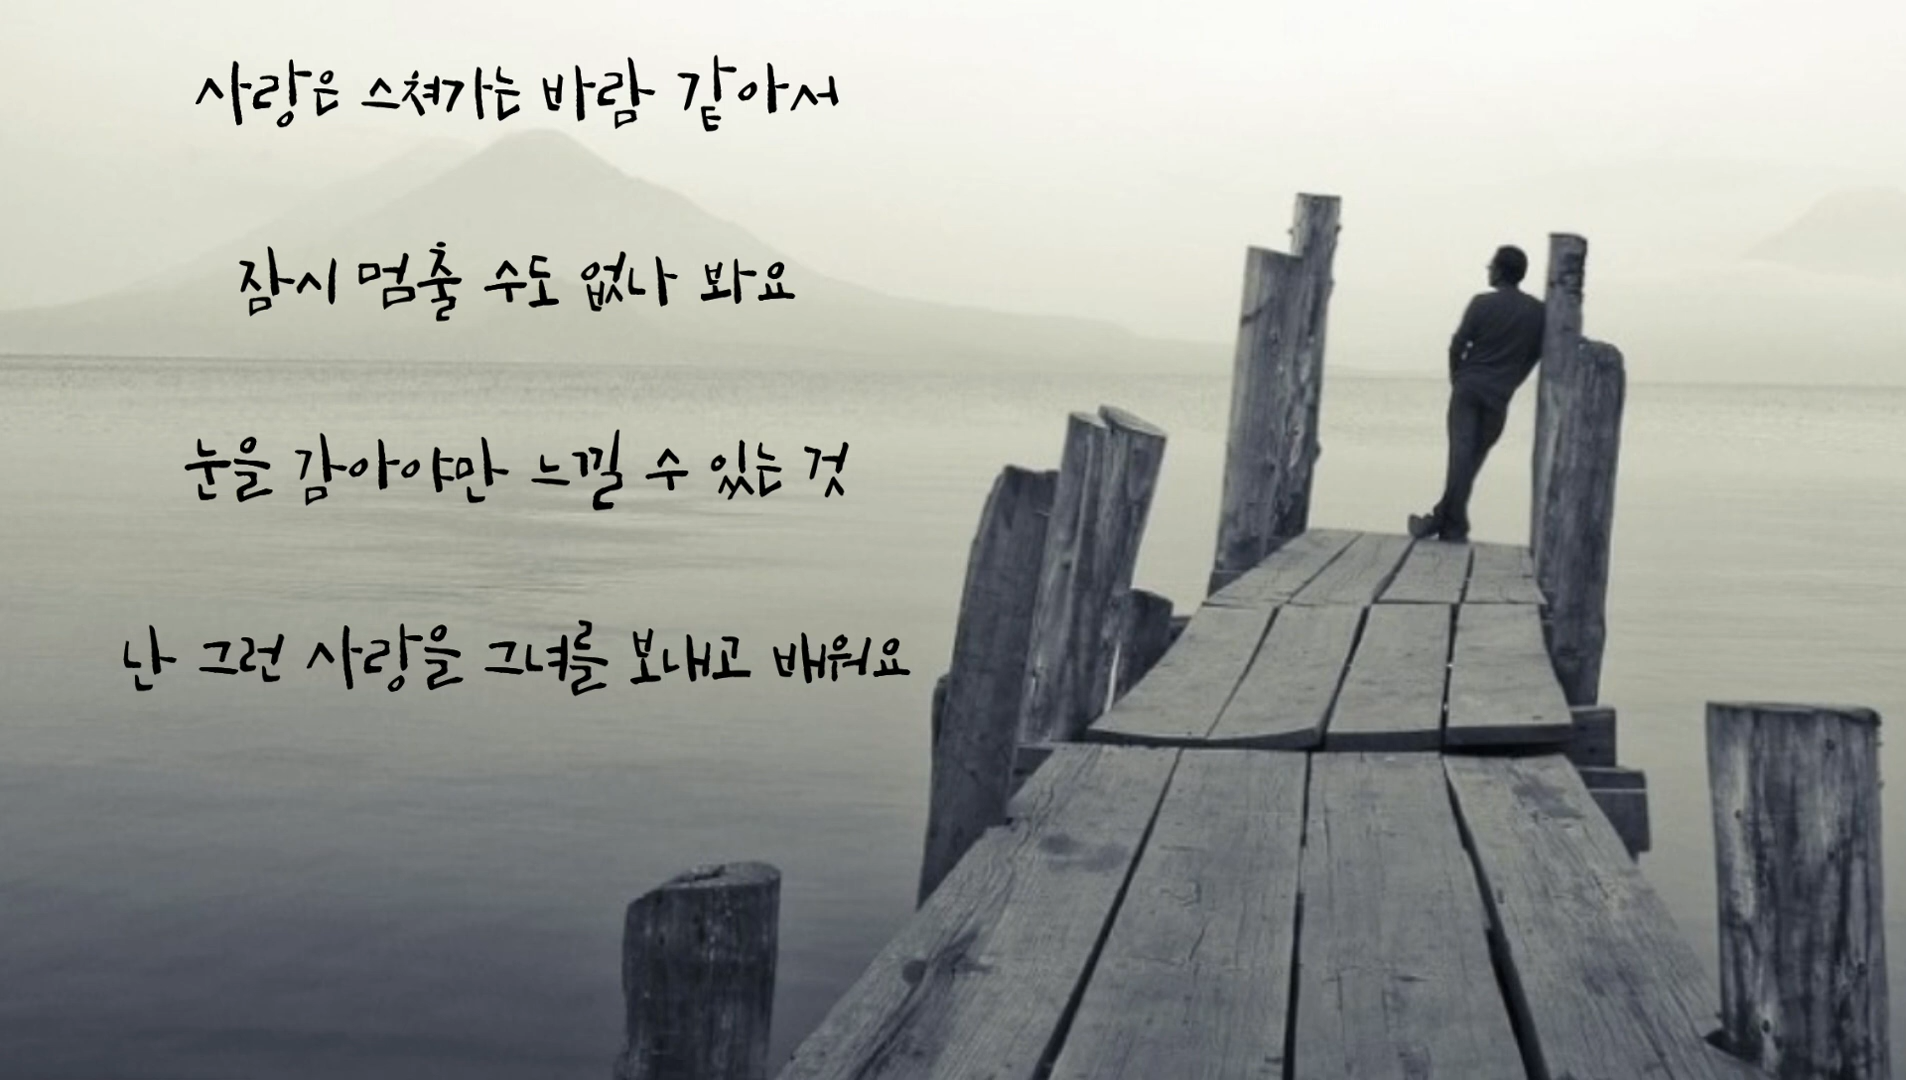 사랑은 스쳐가는 바람 같아서
잠시 멈출 수도 없나 봐요
눈을 감아야만 느낄 수 있는 것
난 그런 사랑을 그녀를 보내고 배워요